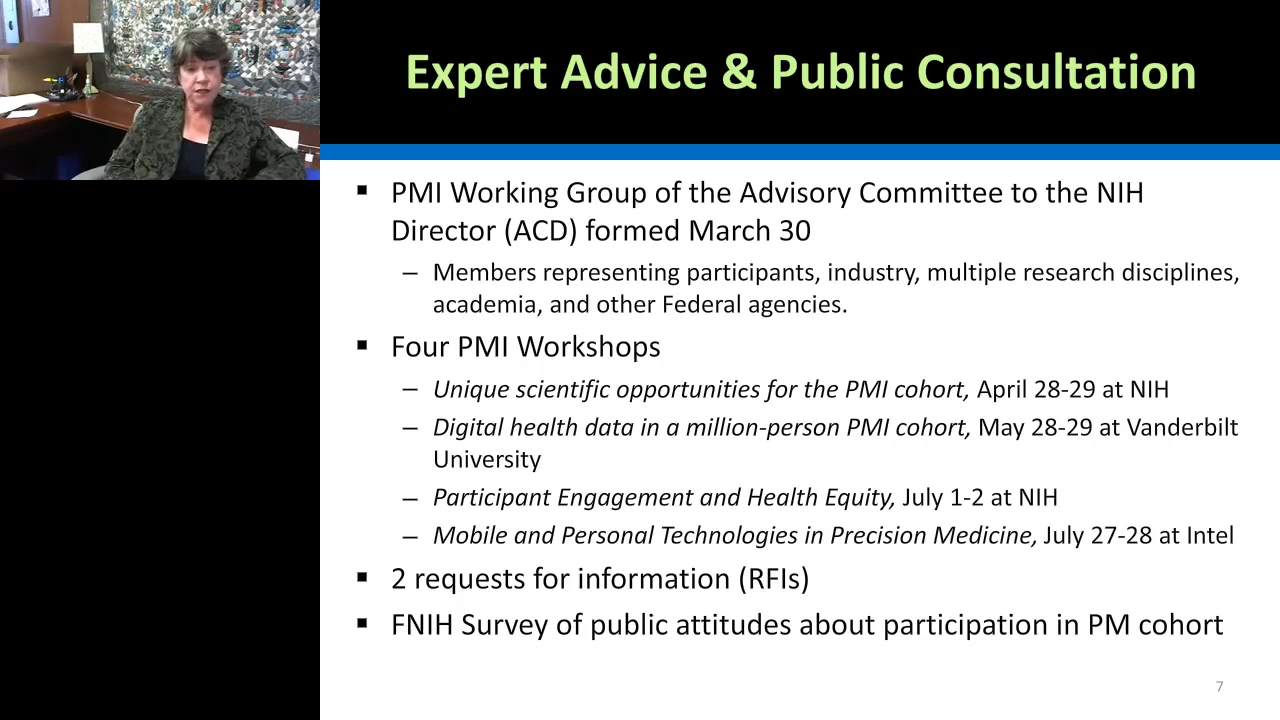 Expert Advice & Public Consultation
▪ PMI Working Group of the Advisory Committee to the NIH
Director (ACD) formed March 30
– Members representing participants, industry, multiple research disciplines,
academia, and other Federal agencies.
▪ Four PMI Workshops
– Unique scientific opportunities for the PMI cohort, April 28-29 at NIH
– Digital health data in a million-person PMI cohort, May 28-29 at Vanderbilt
University
– Participant Engagement and Health Equity, July 1-2 at NIH
– Mobile and Personal Technologies in Precision Medicine, July 27-28 at Intel
▪ 2 requests for information (RFIs)
▪ FNIH Survey of public attitudes about participation in PM cohort
7